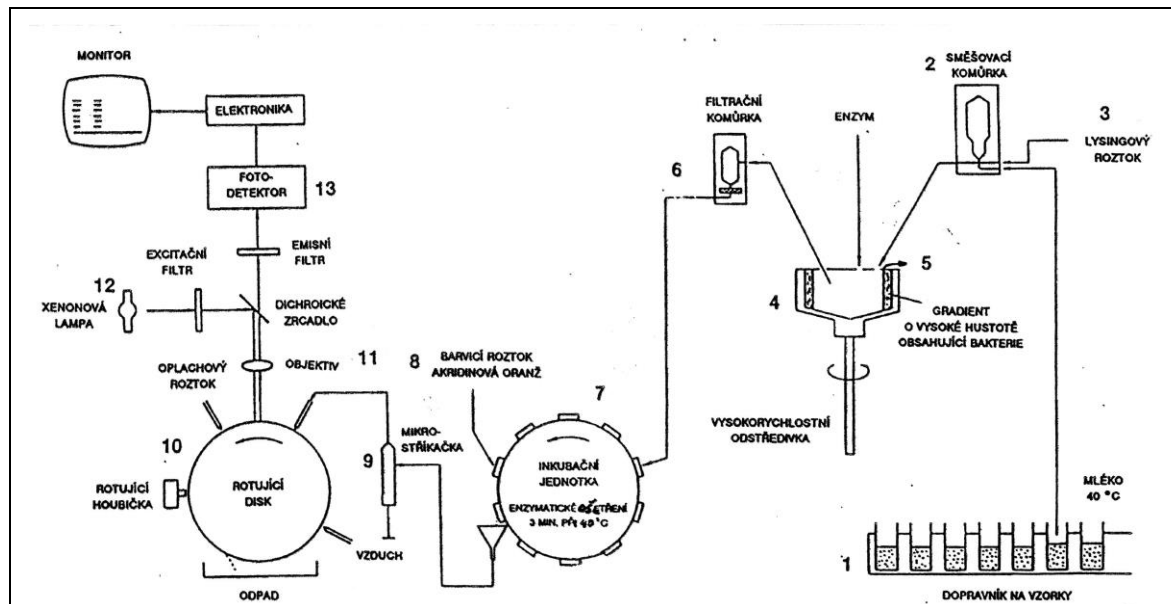 MONITOR
ELEKTRONIKA
FOTO-
DETEKTOR
13
EXCITAČNÍ
FILTR
EMISNÍ
FILTR
12
XENONOVÁ
LAMPA
DICHROICKÉ
ZRCADLO
OPLACHOVÝ
ROZTOK
OBJEKTIV
11
10
ROTUJÍCÍ
HOUBIČKA
ROTUJÍCÍ
DISK
VZDUCH
ODPAD
MIKRO-
STŘÍKAČKA
9
8
BARVICÍ ROZTOK
AKRIDINOVÁ ORANŽ
7
INKUBAČNÍ
JEDNOTKA
ENZYMATICKÉ OŠETŘENÍ
3 MIN. PŘI 40 °C
FILTRAČNÍ
KOMŮRKA
6
ENZYM
2
SMĚŠOVACÍ
KOMŮRKA
3
LYSINGOVÝ
ROZTOK
4
5
GRADIENT
O VYSOKÉ HUSTOTĚ
OBSAHUJÍCÍ BAKTERIE
VYSOKORYCHLOSTNÍ
ODSTŘEDIVKA
MLÉKO
40 °C
1
DOPRAVNÍK NA VZORKY